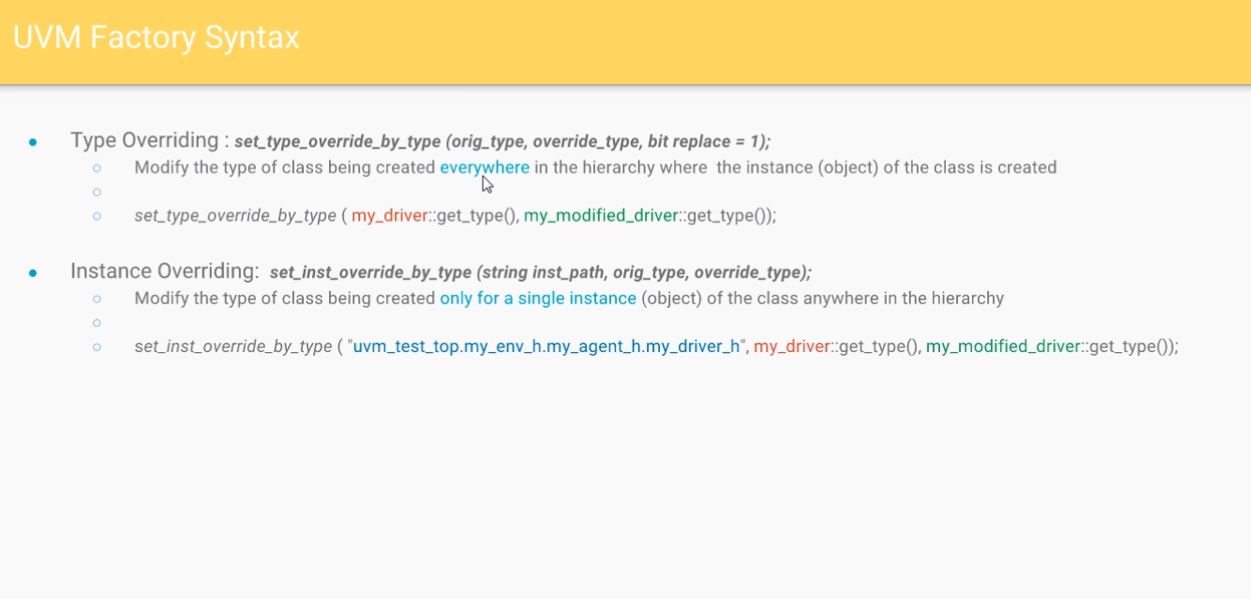 UVM Factory Syntax
Type Overriding : set_type_override_by_type (orig_type, override_type, bit replace = 1);
Modify the type of class being created everywhere in the hierarchy where the instance (object) of the class is created
set_type_override_by_type ( my_driver::get_type(), my_modified_driver::get_type());
Instance Overriding: set_inst_override_by_type (string inst_path, orig_type, override_type);
Modify the type of class being created only for a single instance (object) of the class anywhere in the hierarchy
set_inst_override_by_type ( "uvm_test_top.my_env_h.my_agent_h.my_driver_h", my_driver::get_type(), my_modified_driver::get_type());